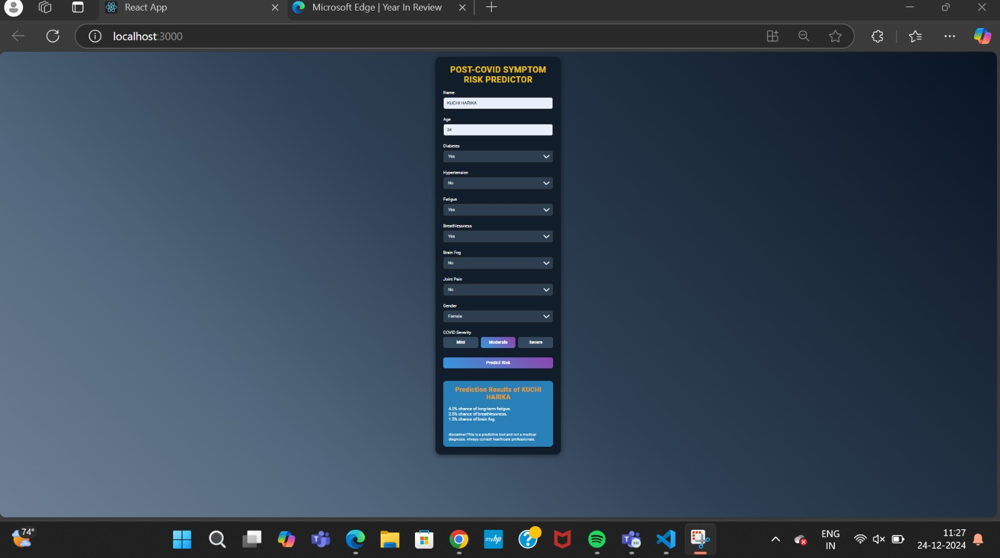 React App
Microsoft Edge | Year In Review
localhost:3000
POST-COVID SYMPTOM
RISK PREDICTOR
Name
KUCHI HARIKA
Age
34
Diabetes
Yes
Hypertension
No
Fatigue
Yes
Breathlessness
Yes
Brain Fog
No
Joint Pain
No
Gender
Female
COVID Severity
Mild Moderate Severe
Predict Risk
Prediction Results of KUCHI
HARIKA
4.0% chance of long-term fatigue.
2.5% chance of breathlessness.
1.5% chance of brain fog.
disclaimer:This is a predictive tool and not a medical
diagnosis. Always consult healthcare professionals.
74°
myhp
T
KH
ENG
IN
11:27
24-12-2024